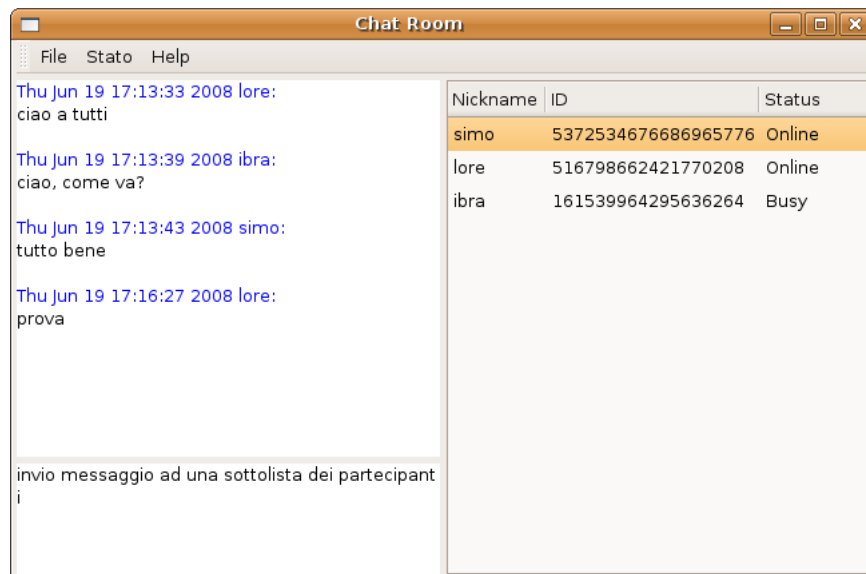 Chat Room
File Stato Help
Thu Jun 19 17:13:33 2008 lore:
ciao a tutti
Thu Jun 19 17:13:39 2008 ibra:
ciao, come va?
Thu Jun 19 17:13:43 2008 simo:
tutto bene
Thu Jun 19 17:16:27 2008 lore:
prova
invio messaggio ad una sottolista dei partecipant
i
Nickname ID Status
simo 5372534676686965776 Online
lore 516798662421770208 Online
ibra 161539964295636264 Busy